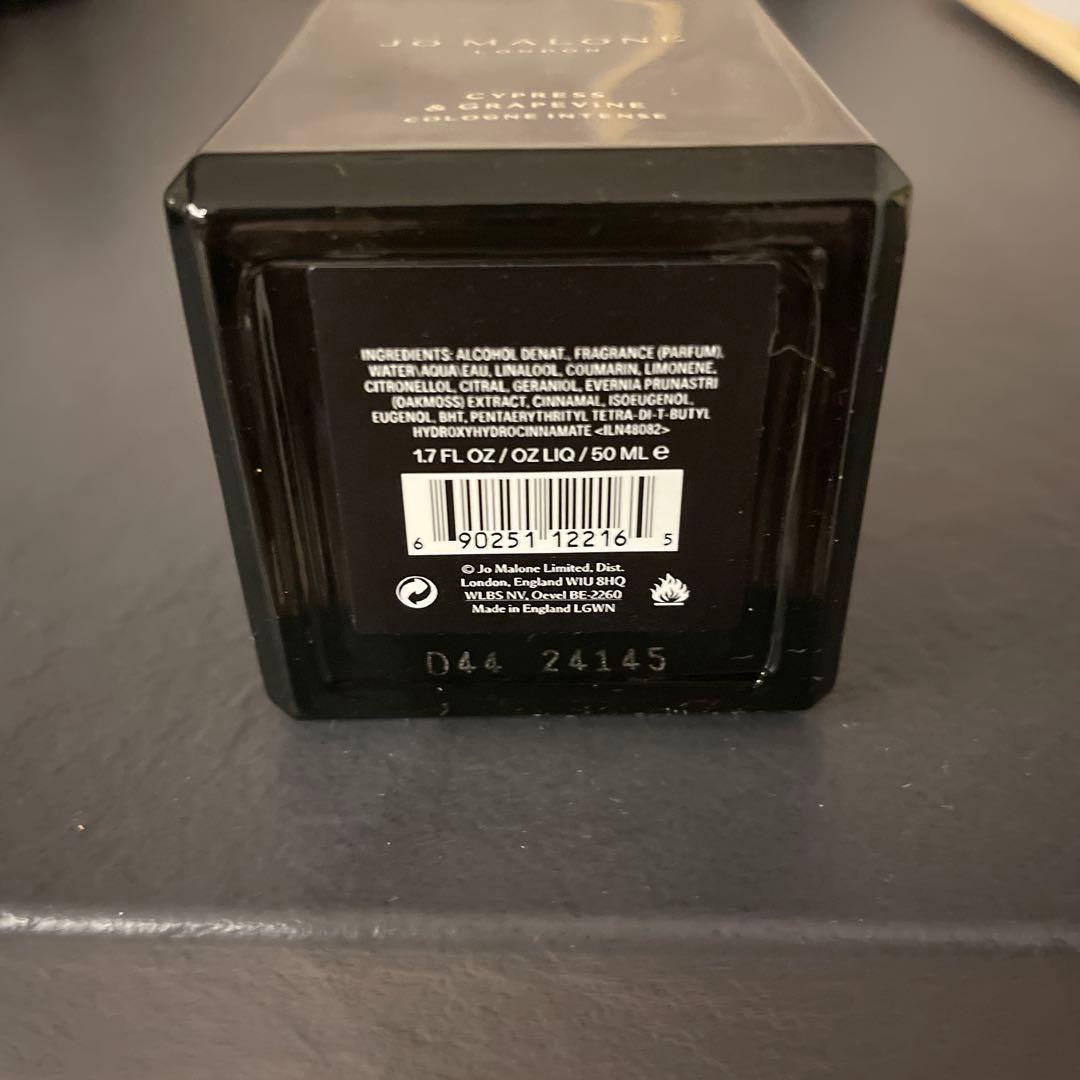 JO MALONE
LONDON
CYPRESS
& GRAPEVINE
COLOGNE INTENSE
INGREDIENTS: ALCOHOL DENAT., FRAGRANCE (PARFUM),
WATER\AQUA\EAU, LINALOOL, COUMARIN, LIMONENE,
CITRONELLOL, CITRAL, GERANIOL, EVERNIA PRUNASTRI
(OAKMOSS) EXTRACT, CINNAMAL, ISOEUGENOL,
EUGENOL, BHT, PENTAERYTHRITYL TETRA-DI-T-BUTYL
HYDROXYHYDROCINNAMATE <ILN48082>
1.7 FL OZ / OZ LIQ / 50 ML ℮
6 90251 12216 5
© Jo Malone Limited, Dist.
London, England W1U 8HQ
WLBS NV, Oevel BE-2260
Made in England LGWN
D44 24145